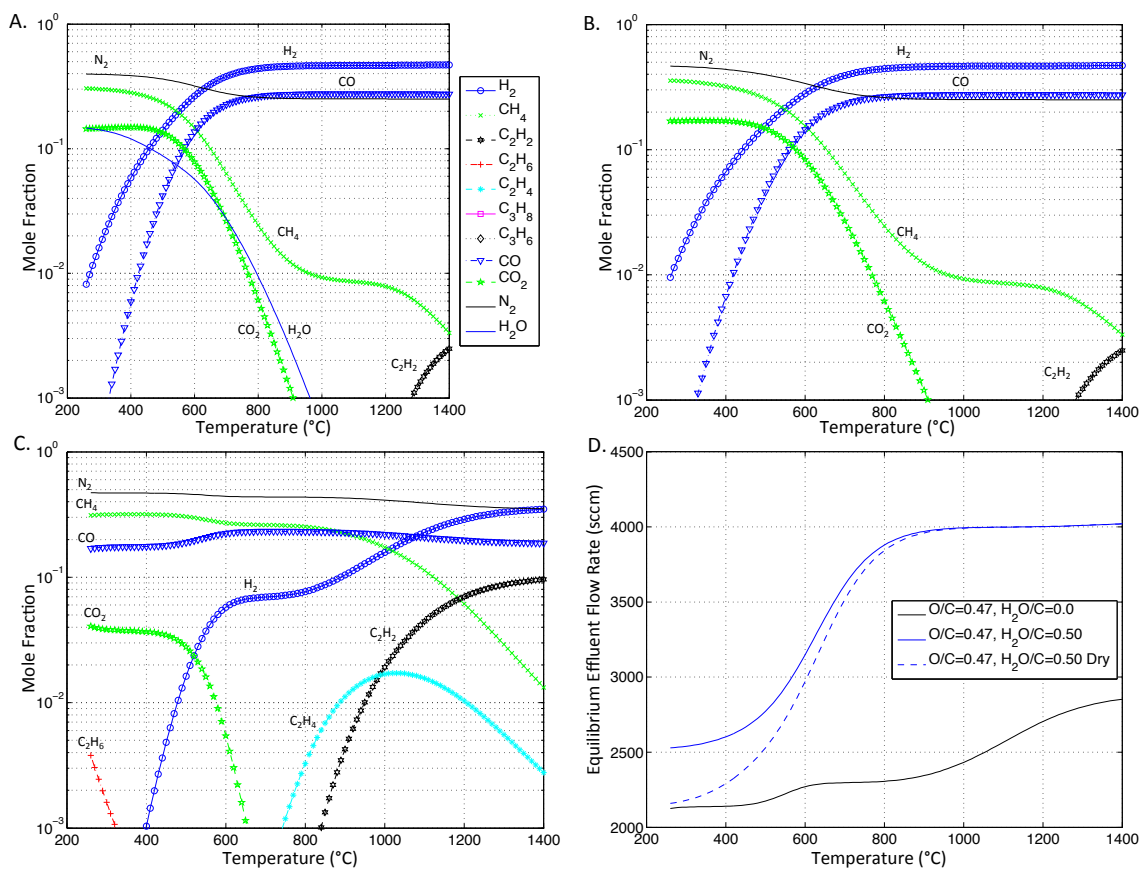 A.
10⁰
10⁻¹
10⁻²
10⁻³
Mole Fraction
200 400 600 800 1000 1200 1400
Temperature (°C)
N₂
H₂
CO
CH₄
CO₂
H₂O
C₂H₂
H₂
CH₄
C₂H₂
C₂H₆
C₂H₄
C₃H₈
C₃H₆
CO
CO₂
N₂
H₂O
B.
10⁰
10⁻¹
10⁻²
10⁻³
Mole Fraction
200 400 600 800 1000 1200 1400
Temperature (°C)
N₂
H₂
CO
CH₄
CO₂
C₂H₂
C.
10⁰
10⁻¹
10⁻²
10⁻³
Mole Fraction
200 400 600 800 1000 1200 1400
Temperature (°C)
N₂
CH₄
CO
H₂
CO₂
C₂H₂
C₂H₄
C₂H₆
D.
4500
4000
3500
3000
2500
2000
Equilibrium Effluent Flow Rate (sccm)
200 400 600 800 1000 1200 1400
Temperature (°C)
O/C=0.47, H₂O/C=0.0
O/C=0.47, H₂O/C=0.50
O/C=0.47, H₂O/C=0.50 Dry